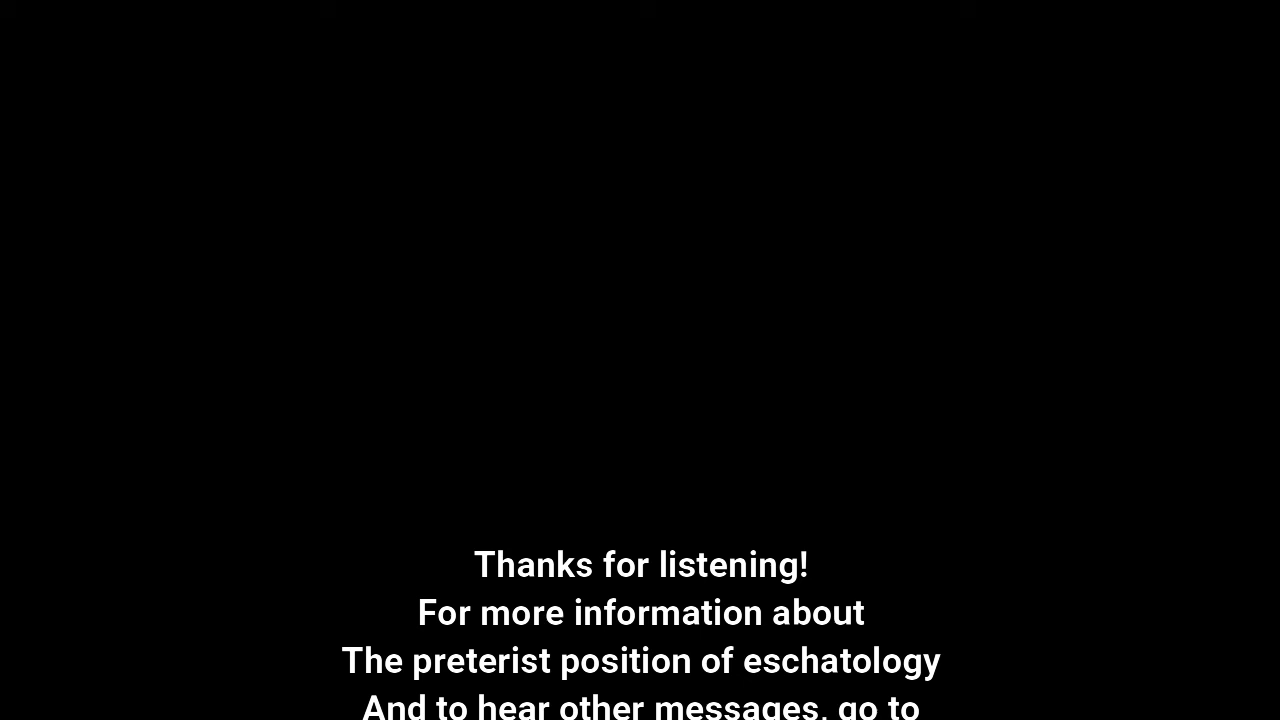 Thanks for listening!
For more information about
The preterist position of eschatology
And to hear other messages, go to